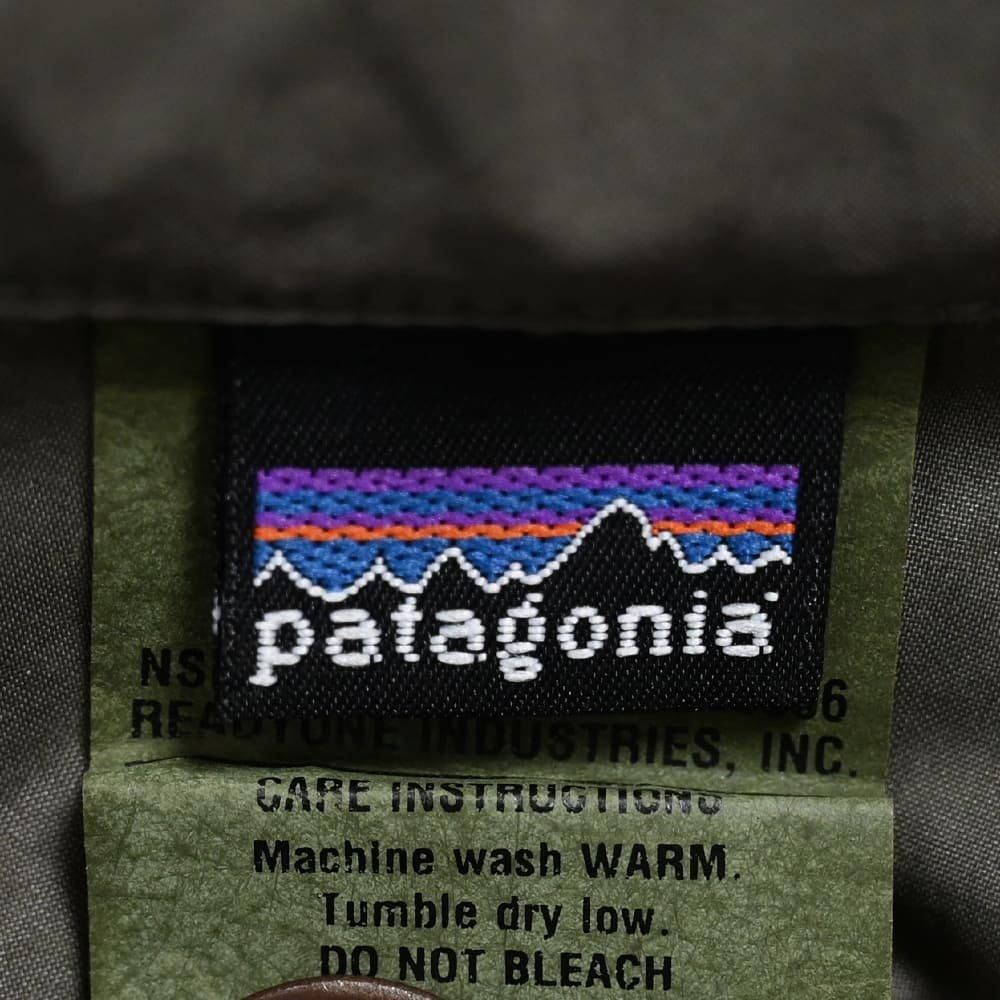 patagonia
INDUSTRIES, INC.
CARE INSTRUCTIONS
Machine wash WARM.
Tumble dry low.
DO NOT BLEACH